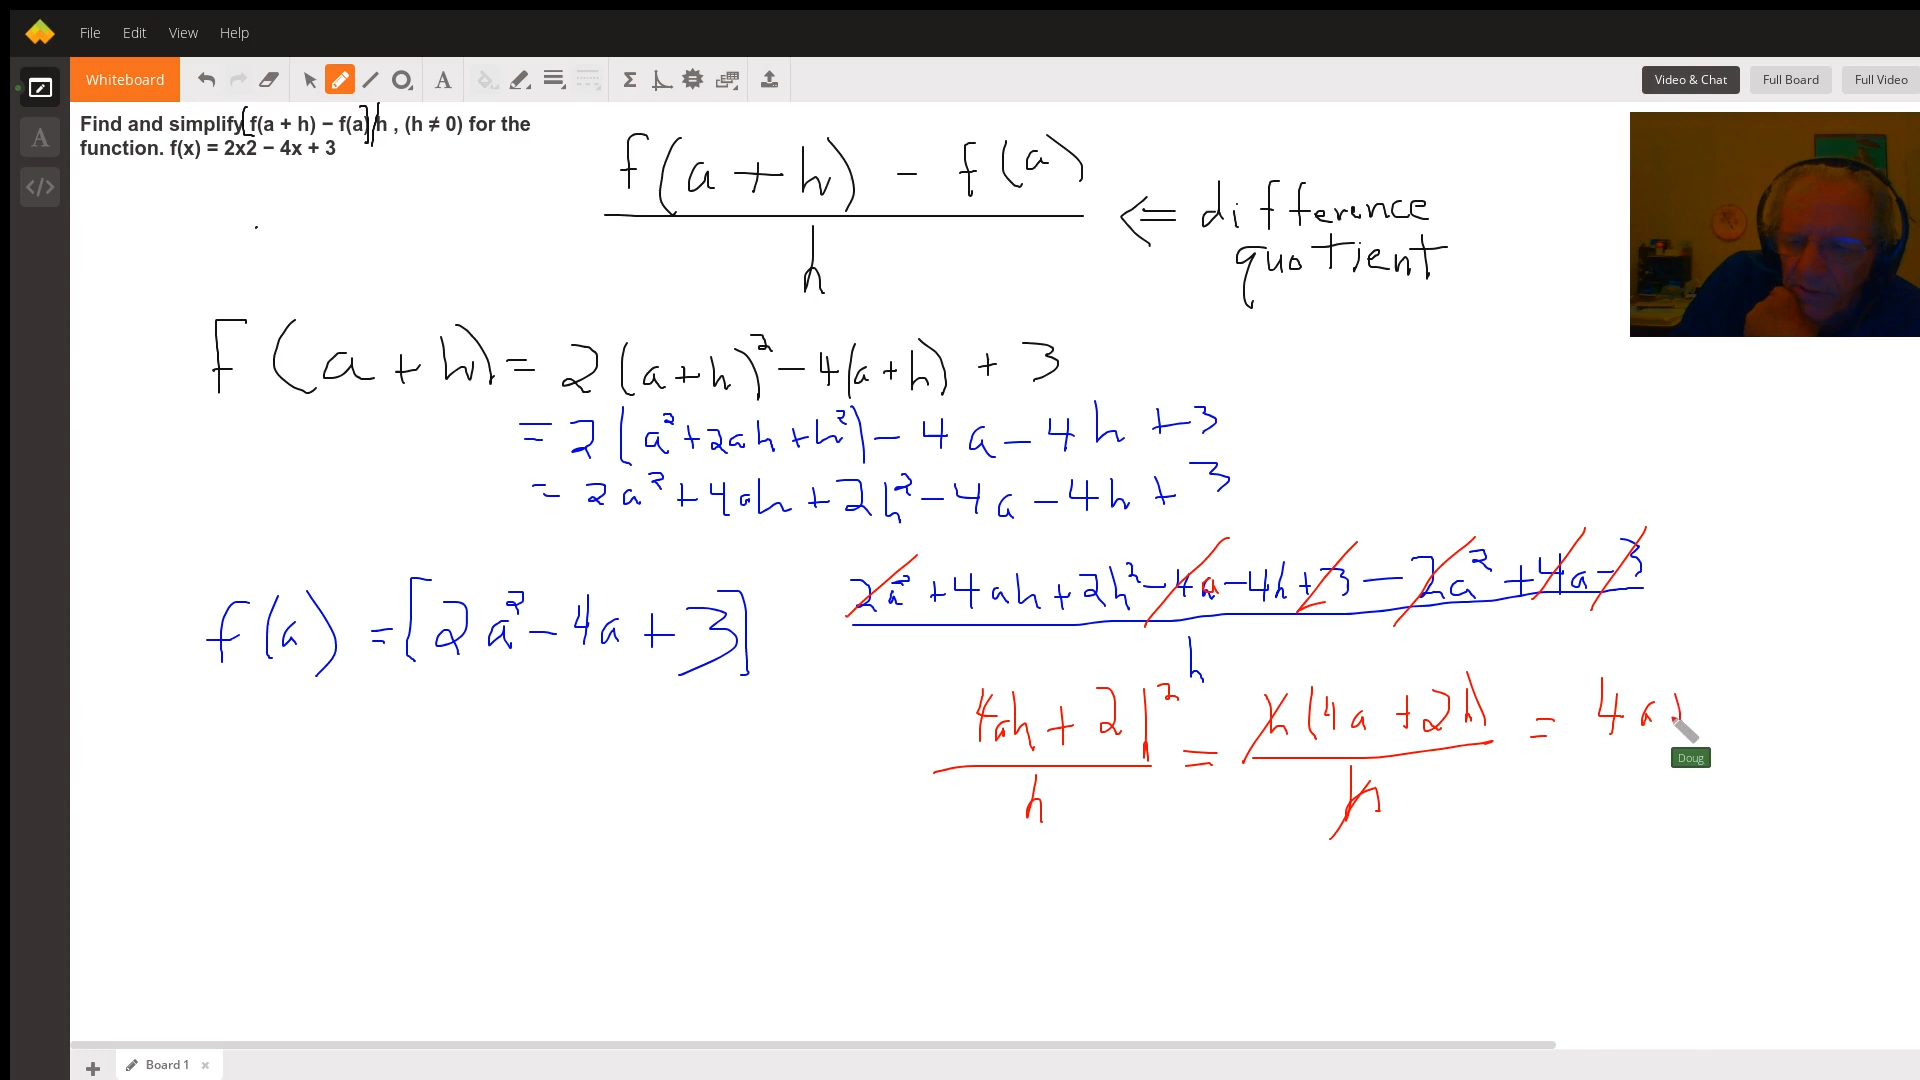 File Edit View Help
Whiteboard
Video & Chat Full Board Full Video
Find and simplify [f(a + h) − f(a)]/h , (h ≠ 0) for the
function. f(x) = 2x2 − 4x + 3
f(a+h) - f(a)
h
⇐ difference
quotient
F(a+h) = 2(a+h)² - 4(a+h) + 3
= 2(a²+2ah+h²) - 4a - 4h + 3
= 2a² + 4ah + 2h² - 4a - 4h + 3
f(a) = [2a² - 4a + 3]
2a² + 4ah + 2h² - 4a - 4h + 3 - 2a² + 4a - 3
h
4ah + 2h² = h(4a + 2h) = 4a
h h
Doug
Board 1